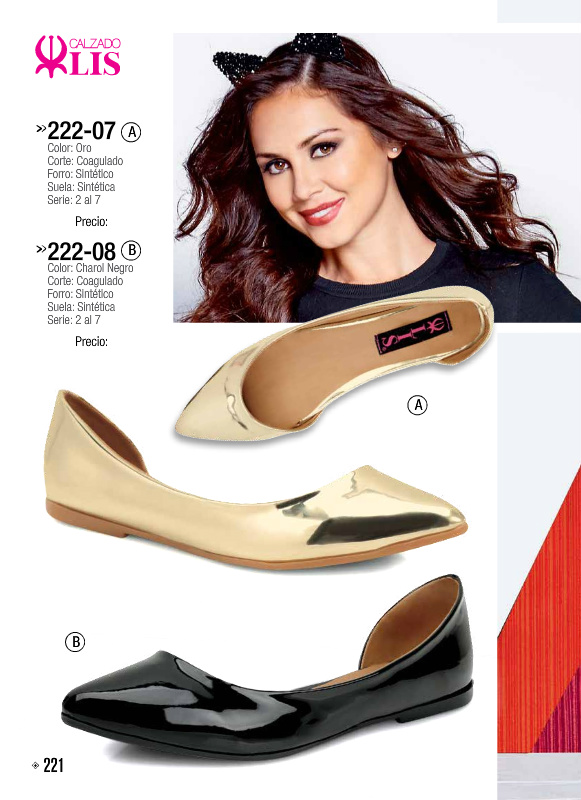 CALZADO
LIS
222-07 A
Color: Oro
Corte: Coagulado
Forro: SIntético
Suela: Sintética
Serie: 2 al 7
Precio:
222-08 B
Color: Charol Negro
Corte: Coagulado
Forro: SIntético
Suela: Sintética
Serie: 2 al 7
Precio:
LIS
A
B
221